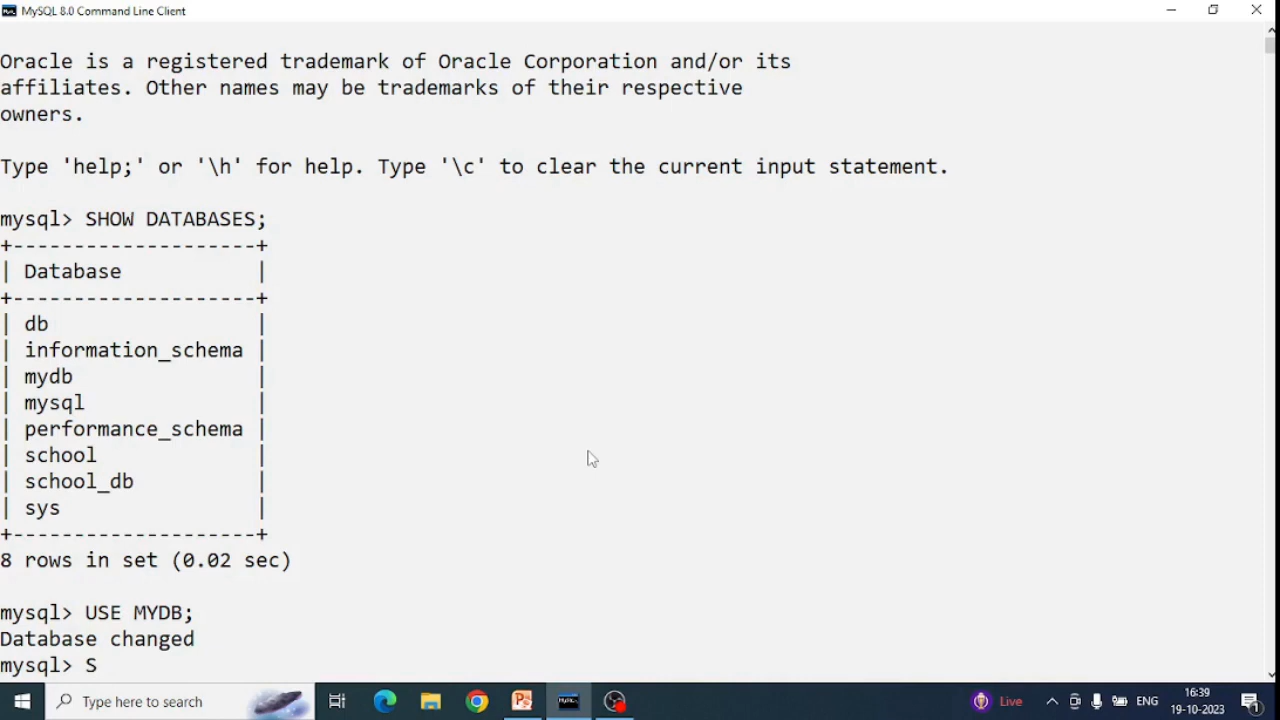 MySQL 8.0 Command Line Client
Oracle is a registered trademark of Oracle Corporation and/or its
affiliates. Other names may be trademarks of their respective
owners.
Type 'help;' or '\h' for help. Type '\c' to clear the current input statement.
mysql> SHOW DATABASES;
+--------------------+
| Database           |
+--------------------+
| db                 |
| information_schema |
| mydb               |
| mysql              |
| performance_schema |
| school             |
| school_db          |
| sys                |
+--------------------+
8 rows in set (0.02 sec)
mysql> USE MYDB;
Database changed
mysql> S
Type here to search
Live
ENG
16:39
19-10-2023
1